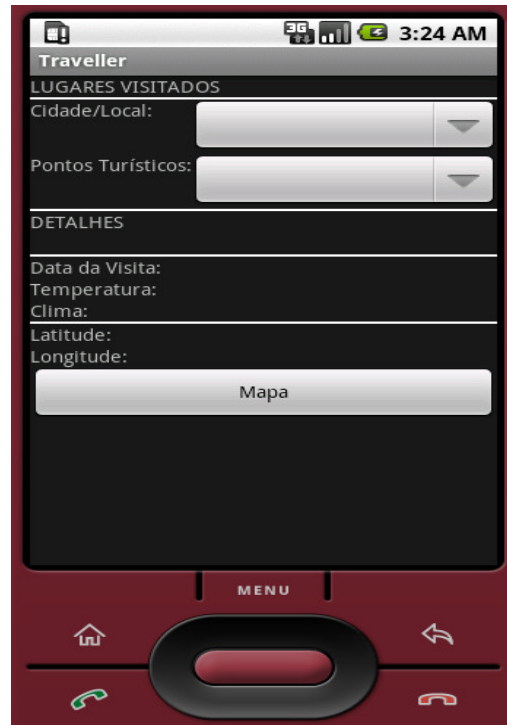 3G 3:24 AM
Traveller
LUGARES VISITADOS
Cidade/Local:
Pontos Turísticos:
DETALHES
Data da Visita:
Temperatura:
Clima:
Latitude:
Longitude:
Mapa
MENU